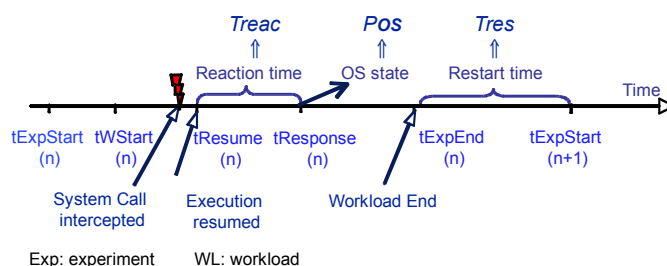 Treac Pos Tres
⇑ ⇑ ⇑
Reaction time OS state Restart time
Time
tExpStart tWStart tResume tResponse tExpEnd tExpStart
(n) (n) (n) (n) (n) (n+1)
System Call Execution Workload End
intercepted resumed
Exp: experiment WL: workload